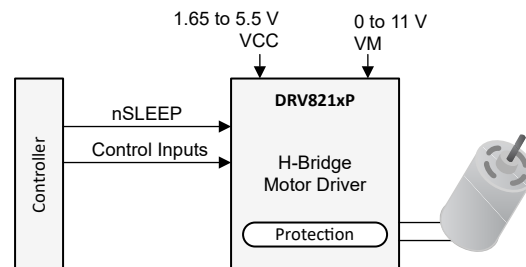 1.65 to 5.5 V
VCC
0 to 11 V
VM
DRV821xP
nSLEEP
Control Inputs
Controller
H-Bridge
Motor Driver
Protection